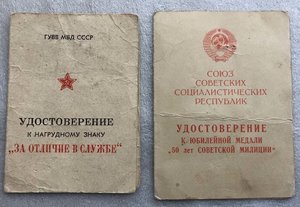 ГУВВ МВД СССР
УДОСТОВЕРЕНИЕ
К НАГРУДНОМУ ЗНАКУ
"ЗА ОТЛИЧИЕ В СЛУЖБЕ"
СОЮЗ
СОВЕТСКИХ
СОЦИАЛИСТИЧЕСКИХ
РЕСПУБЛИК
УДОСТОВЕРЕНИЕ
К ЮБИЛЕЙНОЙ МЕДАЛИ
„50 лет СОВЕТСКОЙ МИЛИЦИИ"